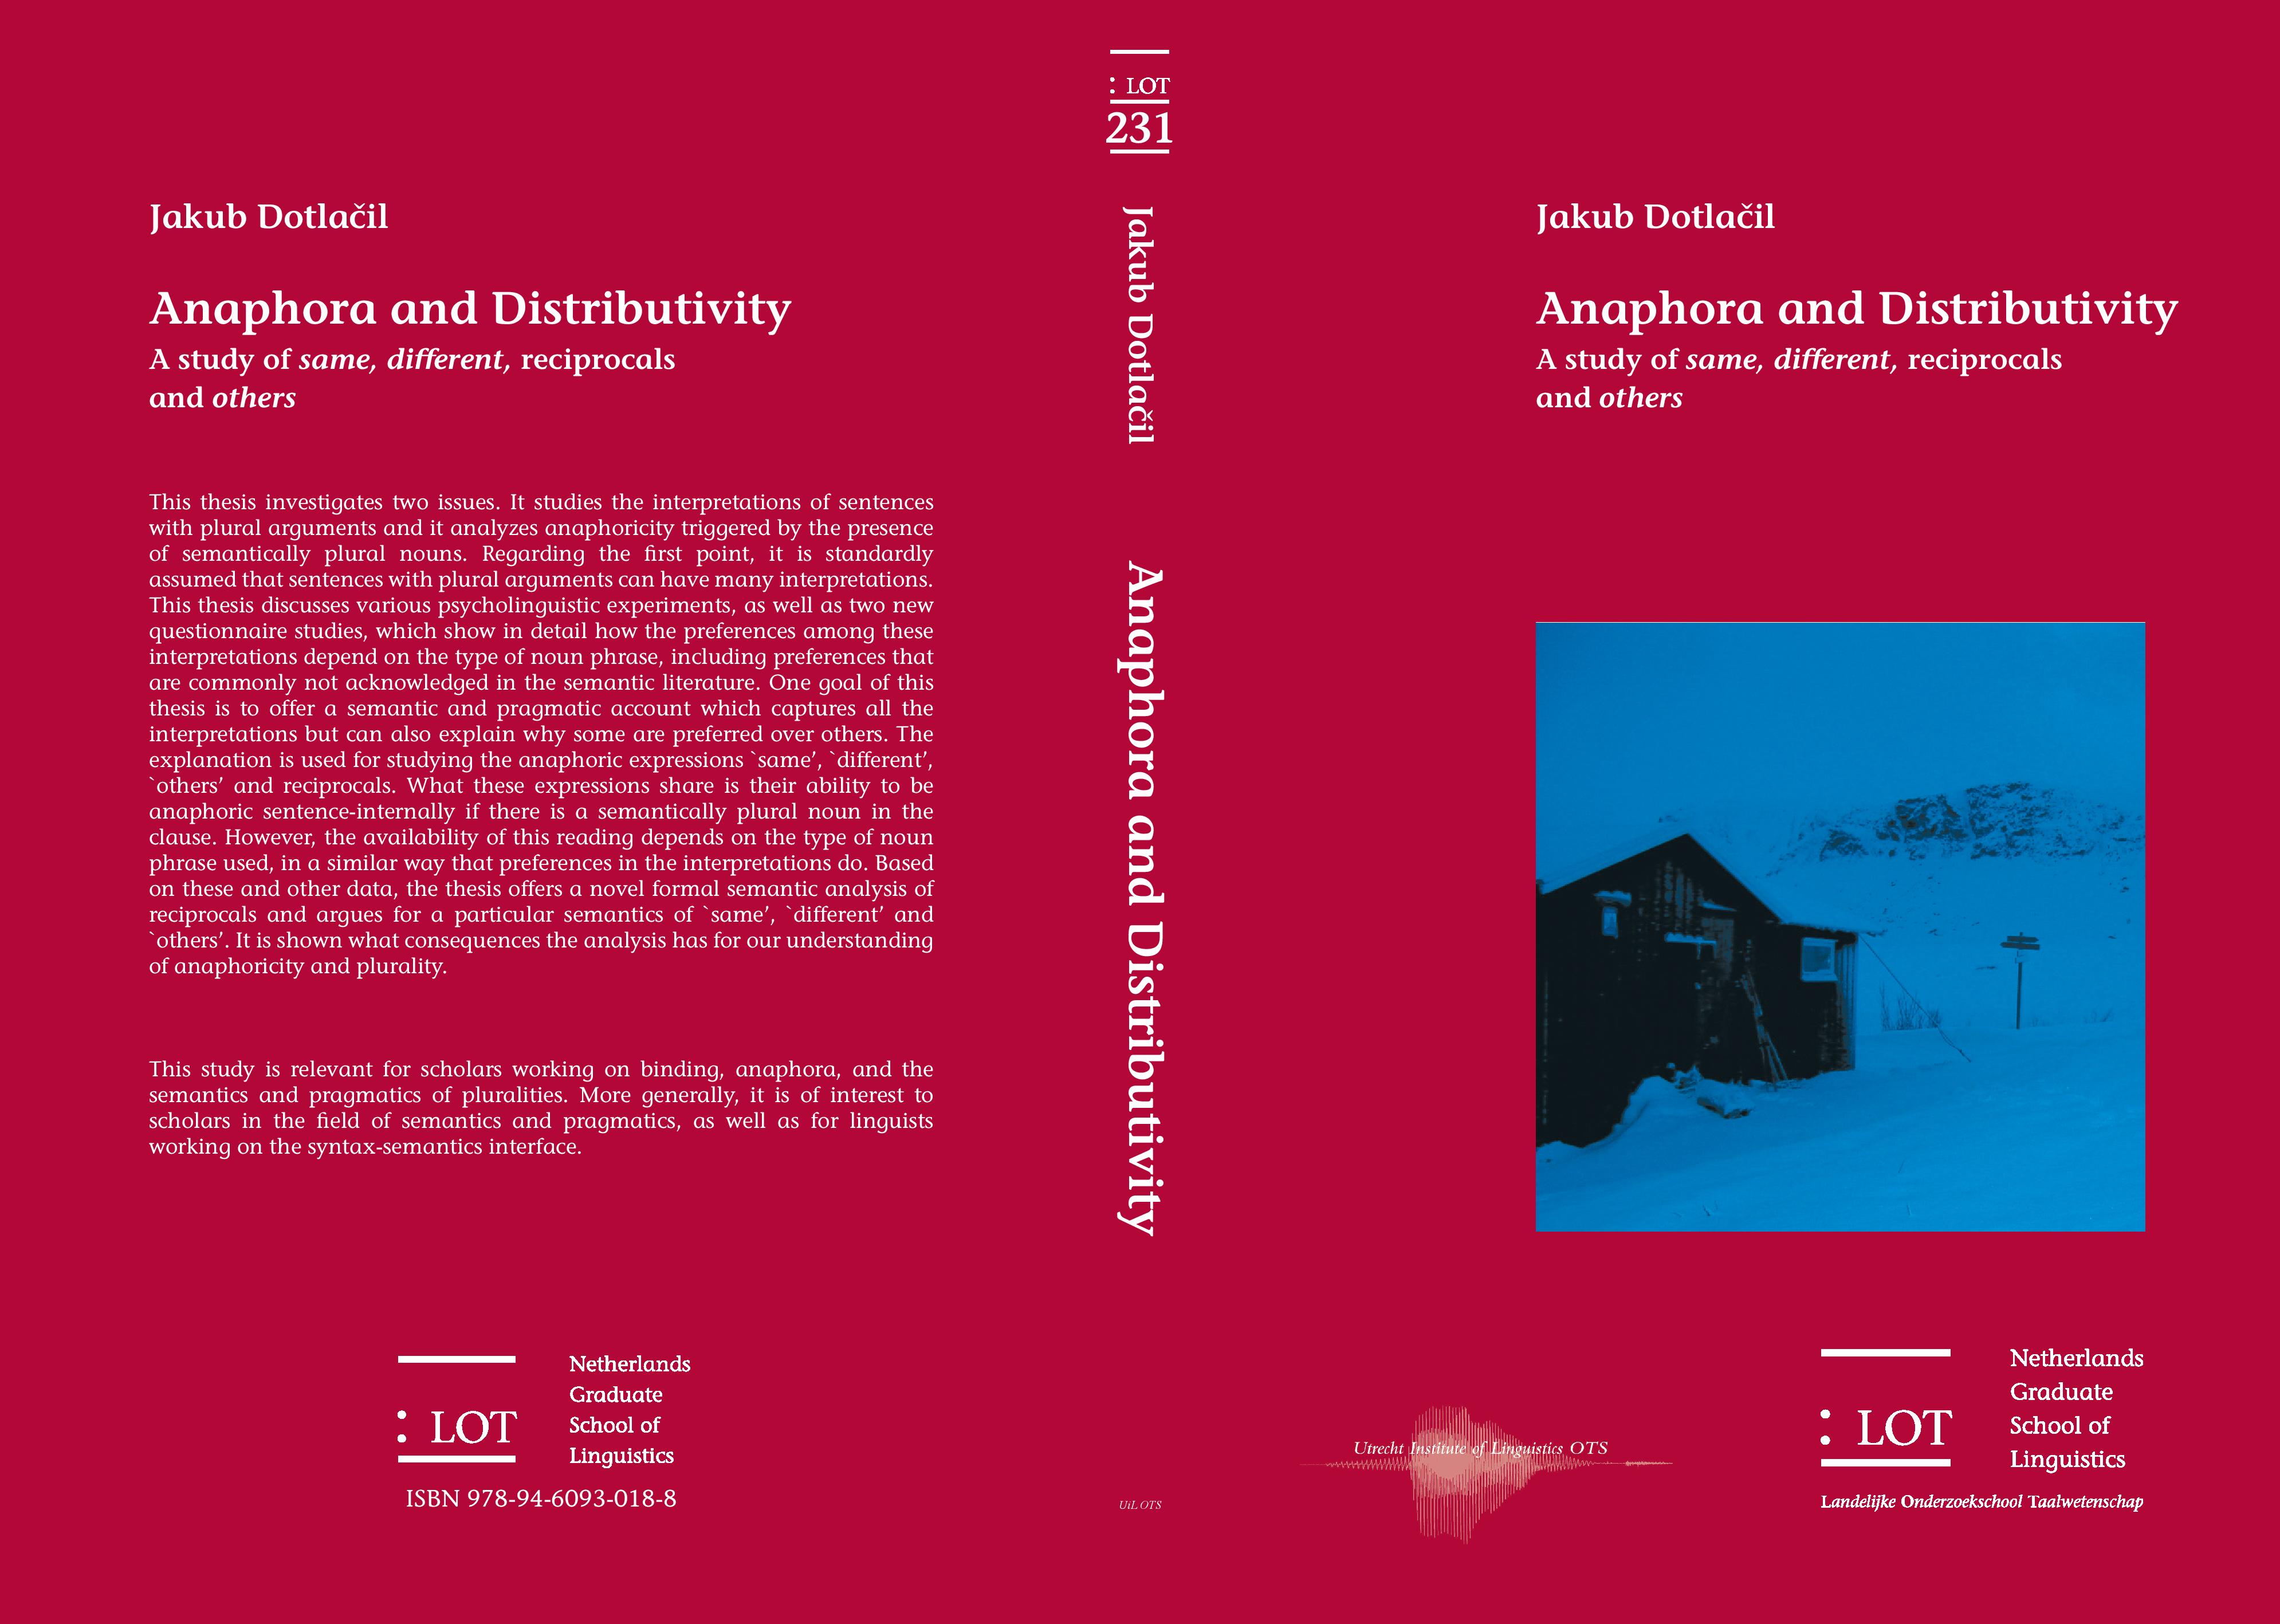 Jakub Dotlačil
Anaphora and Distributivity
A study of same, different, reciprocals
and others
This thesis investigates two issues. It studies the interpretations of sentences
with plural arguments and it analyzes anaphoricity triggered by the presence
of semantically plural nouns. Regarding the first point, it is standardly
assumed that sentences with plural arguments can have many interpretations.
This thesis discusses various psycholinguistic experiments, as well as two new
questionnaire studies, which show in detail how the preferences among these
interpretations depend on the type of noun phrase, including preferences that
are commonly not acknowledged in the semantic literature. One goal of this
thesis is to offer a semantic and pragmatic account which captures all the
interpretations but can also explain why some are preferred over others. The
explanation is used for studying the anaphoric expressions `same’, `different’,
`others’ and reciprocals. What these expressions share is their ability to be
anaphoric sentence-internally if there is a semantically plural noun in the
clause. However, the availability of this reading depends on the type of noun
phrase used, in a similar way that preferences in the interpretations do. Based
on these and other data, the thesis offers a novel formal semantic analysis of
reciprocals and argues for a particular semantics of `same’, `different’ and
`others’. It is shown what consequences the analysis has for our understanding
of anaphoricity and plurality.
This study is relevant for scholars working on binding, anaphora, and the
semantics and pragmatics of pluralities. More generally, it is of interest to
scholars in the field of semantics and pragmatics, as well as for linguists
working on the syntax-semantics interface.
: LOT
Netherlands
Graduate
School of
Linguistics
ISBN 978-94-6093-018-8
: LOT
231
Jakub Dotlačil
Anaphora and Distributivity
UiL OTS
Jakub Dotlačil
Anaphora and Distributivity
A study of same, different, reciprocals
and others
Utrecht Institute of Linguistics OTS
: LOT
Netherlands
Graduate
School of
Linguistics
Landelijke Onderzoekschool Taalwetenschap